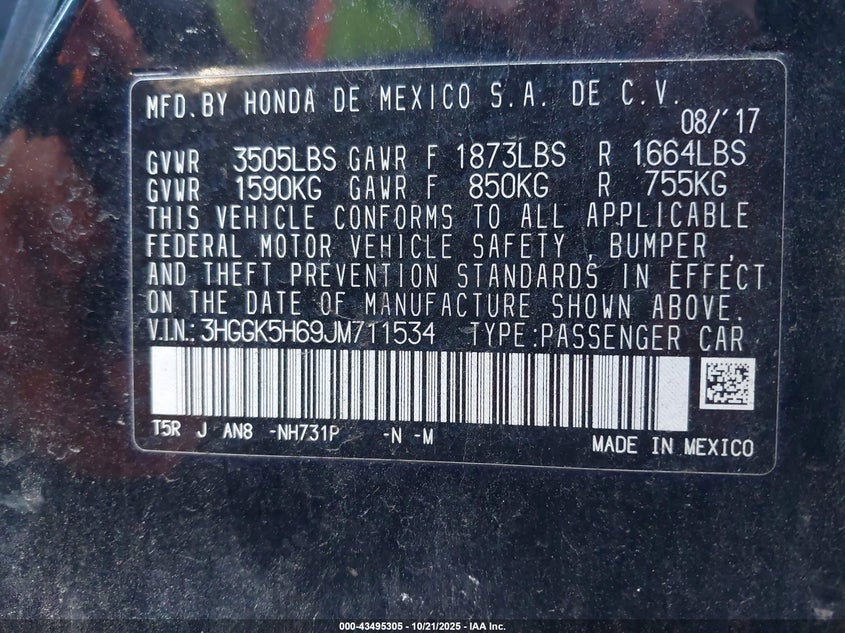 MFD. BY HONDA DE MEXICO S.A. DE C.V.
08/'17
GVWR 3505LBS GAWR F 1873LBS R 1664LBS
GVWR 1590KG GAWR F 850KG R 755KG
THIS VEHICLE CONFORMS TO ALL APPLICABLE
FEDERAL MOTOR VEHICLE SAFETY , BUMPER ,
AND THEFT PREVENTION STANDARDS IN EFFECT
ON THE DATE OF MANUFACTURE SHOWN ABOVE.
V.I.N.: 3HGGK5H69JM711534 TYPE:PASSENGER CAR
T5R J AN8 -NH731P -N -M
MADE IN MEXICO
000-43495305 - 10/21/2025 - IAA Inc.